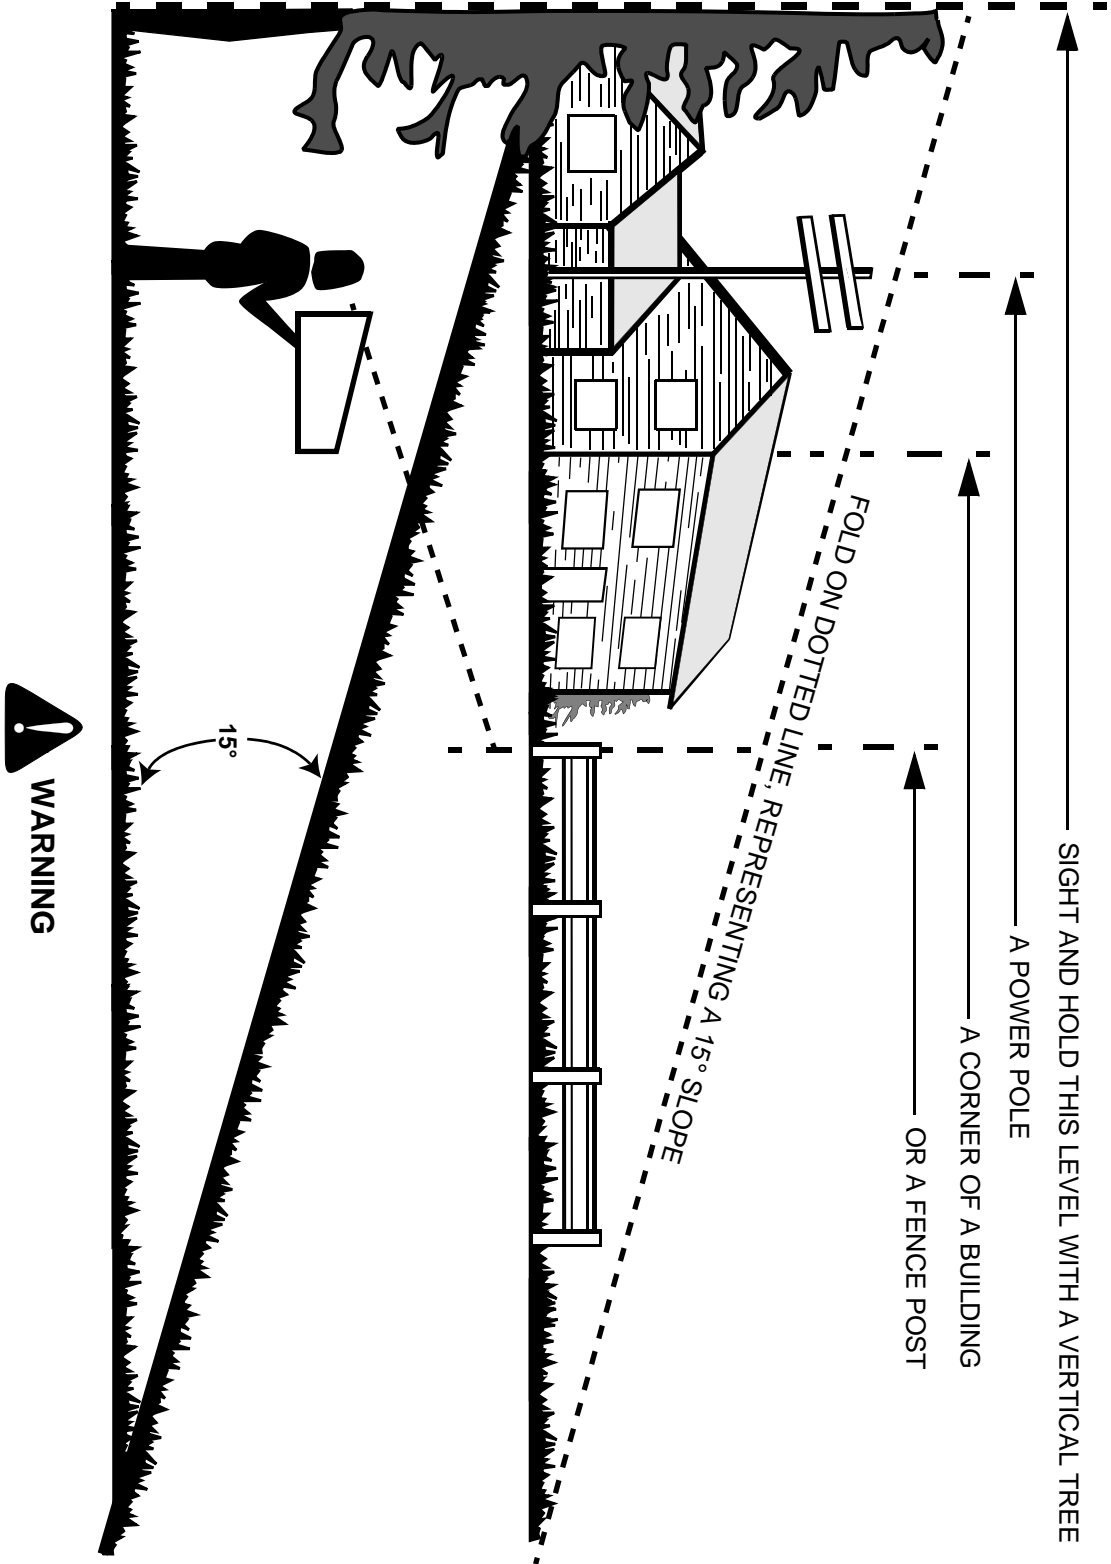 SIGHT AND HOLD THIS LEVEL WITH A VERTICAL TREE
A POWER POLE
A CORNER OF A BUILDING
OR A FENCE POST
FOLD ON DOTTED LINE, REPRESENTING A 15° SLOPE
15°
WARNING